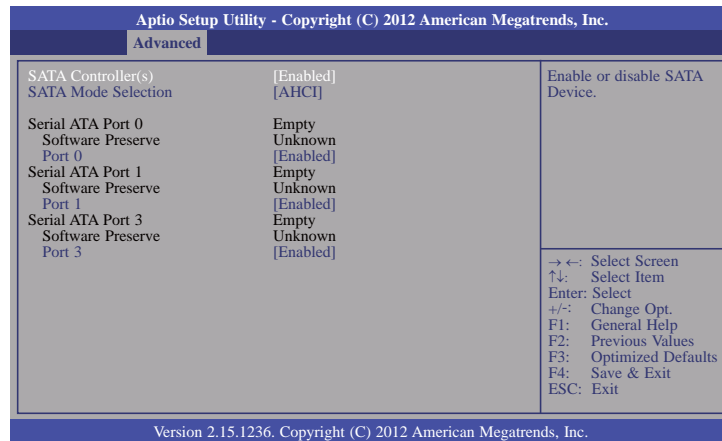 Aptio Setup Utility - Copyright (C) 2012 American Megatrends, Inc.
Advanced
SATA Controller(s) [Enabled]
SATA Mode Selection [AHCI]
Serial ATA Port 0 Empty
Software Preserve Unknown
Port 0 [Enabled]
Serial ATA Port 1 Empty
Software Preserve Unknown
Port 1 [Enabled]
Serial ATA Port 3 Empty
Software Preserve Unknown
Port 3 [Enabled]
Enable or disable SATA
Device.
→ ←: Select Screen
↑↓: Select Item
Enter: Select
+/-: Change Opt.
F1: General Help
F2: Previous Values
F3: Optimized Defaults
F4: Save & Exit
ESC: Exit
Version 2.15.1236. Copyright (C) 2012 American Megatrends, Inc.